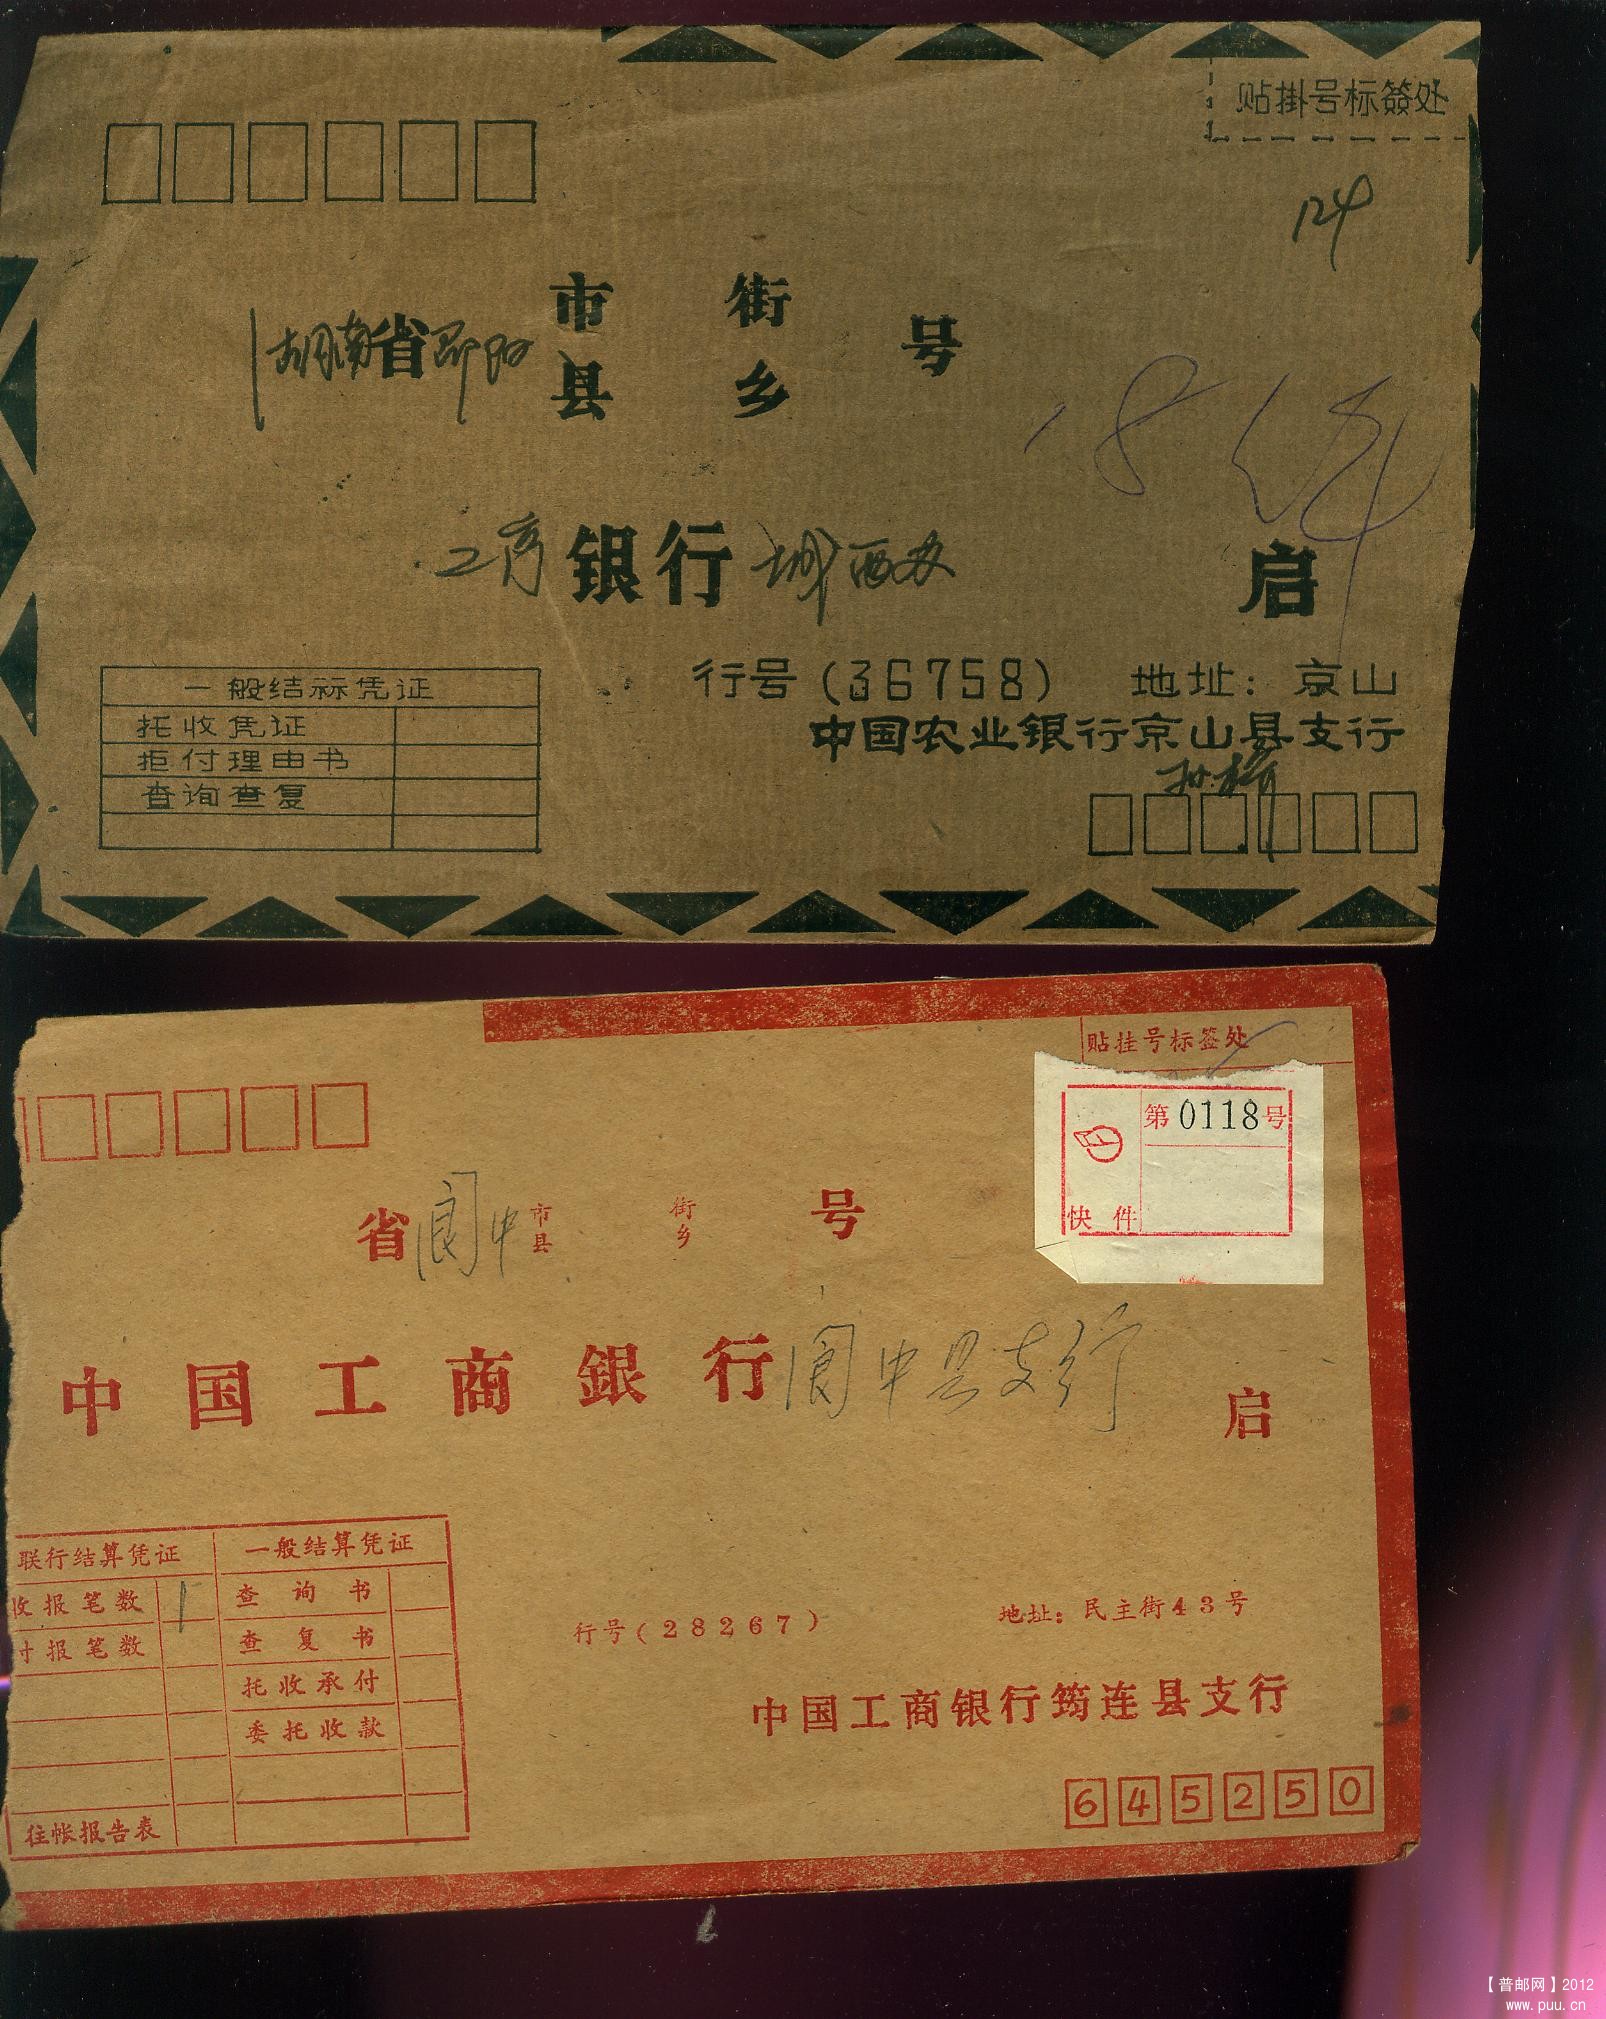 贴掛号标簽处
124
湖南省邵阳 市 街 号
县 乡
工商银行城西办 启
行号(36758) 地址: 京山
中国农业银行京山县支行
一般结祘凭证
托收凭证
拒付理由书
查询查复
贴挂号标签处
第0118号
快件
省阆中市县 街乡 号
中国工商銀行阆中县支行 启
联行结算凭证 一般结算凭证
收报笔数 1 查询书
付报笔数 查复书
托收承付
委托收款
往帐报告表
行号(28267) 地址: 民主街43号
中国工商银行筠连县支行
645250
【普邮网】2012
www.puu.cn